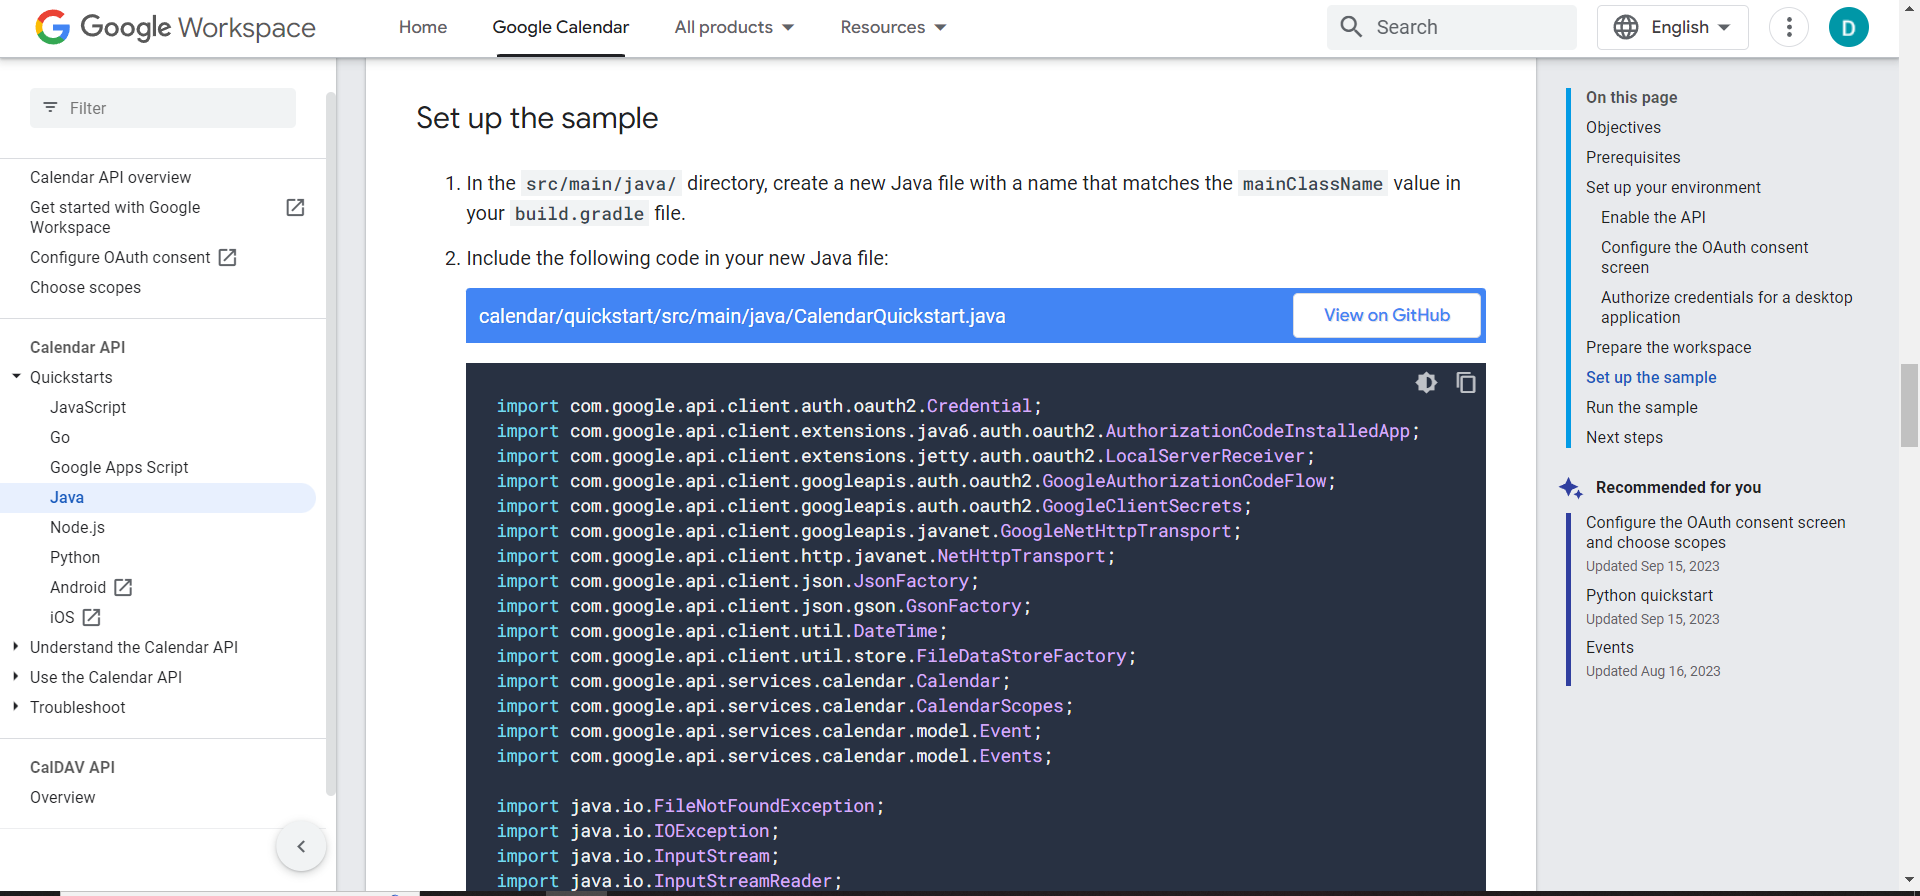 Google Workspace
Home
Google Calendar
All products
Resources
Search
English
D
Filter
Calendar API overview
Get started with Google
Workspace
Configure OAuth consent
Choose scopes
Calendar API
Quickstarts
JavaScript
Go
Google Apps Script
Java
Node.js
Python
Android
iOS
Understand the Calendar API
Use the Calendar API
Troubleshoot
CalDAV API
Overview
Set up the sample
1. In the src/main/java/ directory, create a new Java file with a name that matches the mainClassName value in
your build.gradle file.
2. Include the following code in your new Java file:
calendar/quickstart/src/main/java/CalendarQuickstart.java
View on GitHub
import com.google.api.client.auth.oauth2.Credential;
import com.google.api.client.extensions.java6.auth.oauth2.AuthorizationCodeInstalledApp;
import com.google.api.client.extensions.jetty.auth.oauth2.LocalServerReceiver;
import com.google.api.client.googleapis.auth.oauth2.GoogleAuthorizationCodeFlow;
import com.google.api.client.googleapis.auth.oauth2.GoogleClientSecrets;
import com.google.api.client.googleapis.javanet.GoogleNetHttpTransport;
import com.google.api.client.http.javanet.NetHttpTransport;
import com.google.api.client.json.JsonFactory;
import com.google.api.client.json.gson.GsonFactory;
import com.google.api.client.util.DateTime;
import com.google.api.client.util.store.FileDataStoreFactory;
import com.google.api.services.calendar.Calendar;
import com.google.api.services.calendar.CalendarScopes;
import com.google.api.services.calendar.model.Event;
import com.google.api.services.calendar.model.Events;
import java.io.FileNotFoundException;
import java.io.IOException;
import java.io.InputStream;
import java.io.InputStreamReader;
On this page
Objectives
Prerequisites
Set up your environment
Enable the API
Configure the OAuth consent
screen
Authorize credentials for a desktop
application
Prepare the workspace
Set up the sample
Run the sample
Next steps
Recommended for you
Configure the OAuth consent screen
and choose scopes
Updated Sep 15, 2023
Python quickstart
Updated Sep 15, 2023
Events
Updated Aug 16, 2023